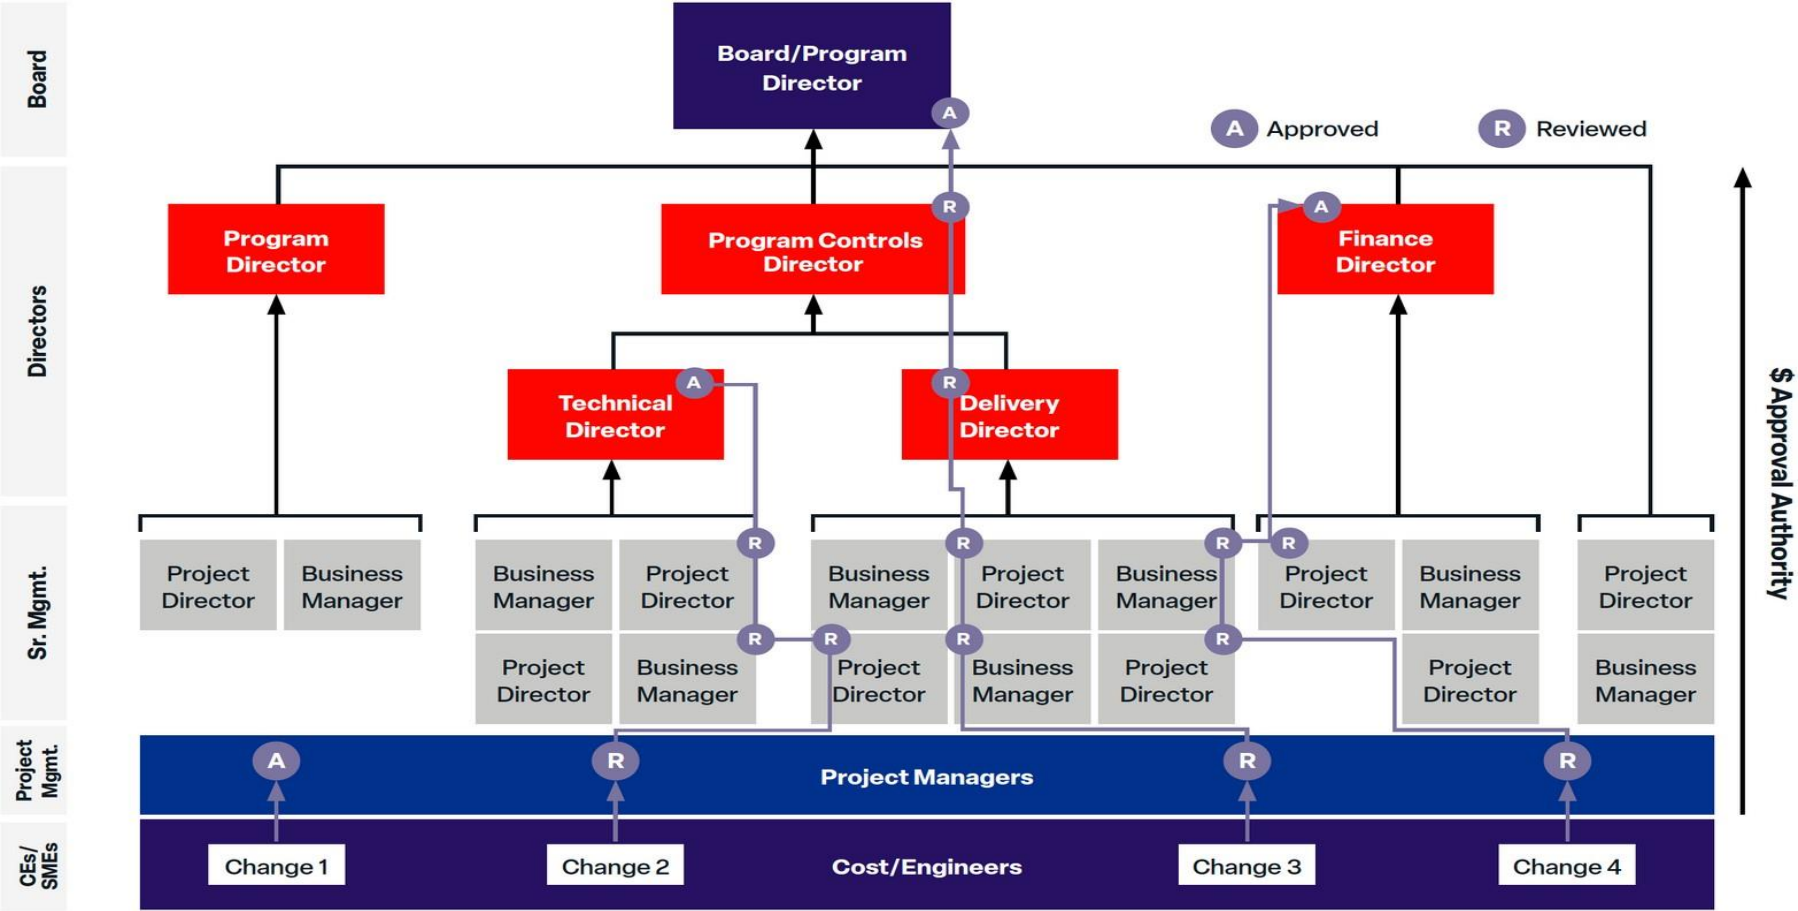 Board
Board/Program
Director
A
A Approved
R Reviewed
Directors
Program
Director
R
Program Controls
Director
A
Finance
Director
A
Technical
Director
R
Delivery
Director
$ Approval Authority
Sr. Mgmt.
R
R
R
R
Project
Director
Business
Manager
Business
Manager
Project
Director
Business
Manager
Project
Director
Business
Manager
Project
Director
Business
Manager
Project
Director
R
R
R
R
Project
Director
Business
Manager
Project
Director
Business
Manager
Project
Director
Project
Director
Business
Manager
Project
Mgmt.
A
R
Project Managers
R
R
CEs/
SMEs
Change 1
Change 2
Cost/Engineers
Change 3
Change 4